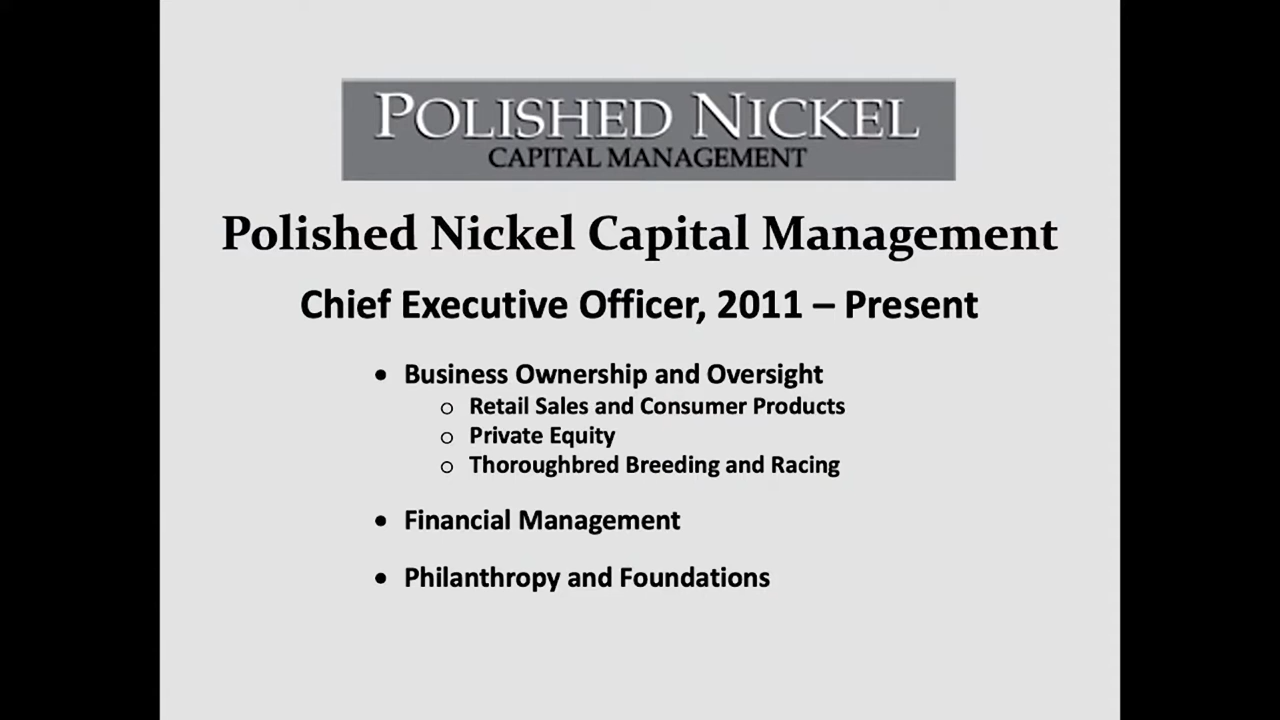 POLISHED NICKEL
CAPITAL MANAGEMENT
Polished Nickel Capital Management
Chief Executive Officer, 2011 – Present
• Business Ownership and Oversight
o Retail Sales and Consumer Products
o Private Equity
o Thoroughbred Breeding and Racing
• Financial Management
• Philanthropy and Foundations